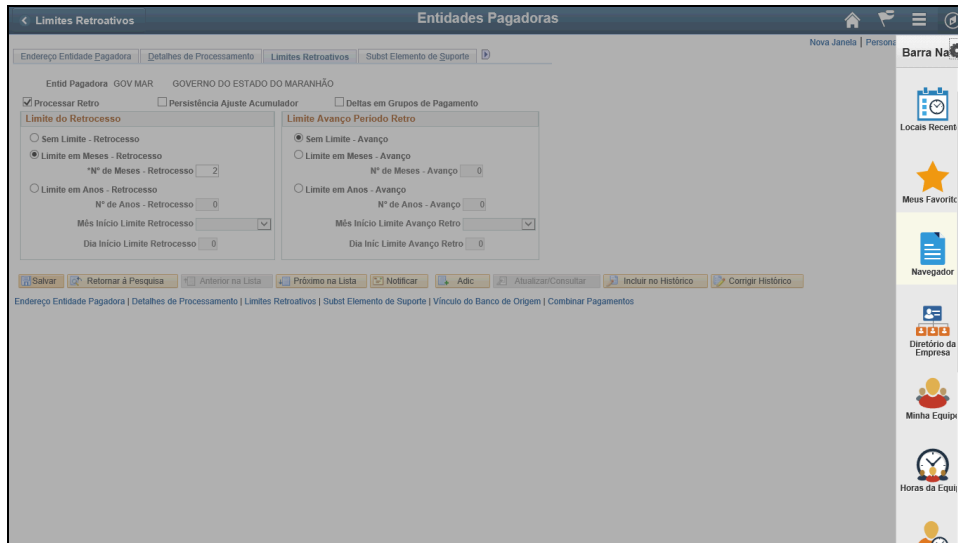 Limites Retroativos
Entidades Pagadoras
Nova Janela | Persona
Barra Na
Endereço Entidade Pagadora
Detalhes de Processamento
Limites Retroativos
Subst Elemento de Suporte
Entid Pagadora GOV MAR GOVERNO DO ESTADO DO MARANHÃO
Processar Retro
Persistência Ajuste Acumulador
Deltas em Grupos de Pagamento
Limite do Retrocesso
Sem Limite - Retrocesso
Limite em Meses - Retrocesso
*Nº de Meses - Retrocesso 2
Limite em Anos - Retrocesso
Nº de Anos - Retrocesso 0
Mês Início Limite Retrocesso
Dia Início Limite Retrocesso 0
Limite Avanço Período Retro
Sem Limite - Avanço
Limite em Meses - Avanço
Nº de Meses - Avanço 0
Limite em Anos - Avanço
Nº de Anos - Avanço 0
Mês Início Limite Avanço Retro
Dia Iníc Limite Avanço Retro 0
Salvar
Retornar à Pesquisa
Anterior na Lista
Próximo na Lista
Notificar
Adic
Atualizar/Consultar
Incluir no Histórico
Corrigir Histórico
Endereço Entidade Pagadora | Detalhes de Processamento | Limites Retroativos | Subst Elemento de Suporte | Vínculo do Banco de Origem | Combinar Pagamentos
Locais Recent
Meus Favorito
Navegador
Diretório da
Empresa
Minha Equip
Horas da Equi